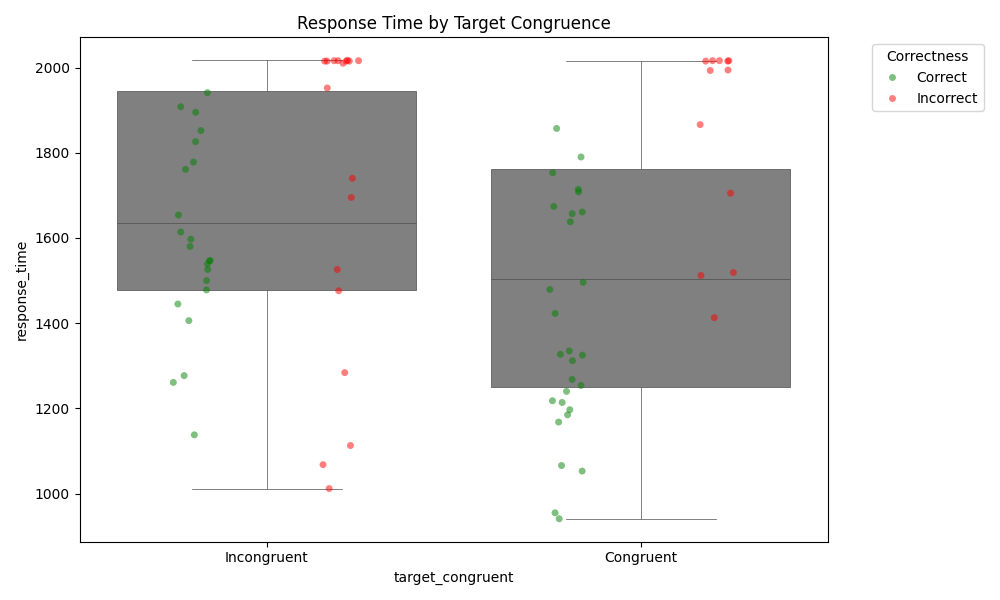 Response Time by Target Congruence
Correctness
Correct
Incorrect
response_time
2000
1800
1600
1400
1200
1000
Incongruent
Congruent
target_congruent